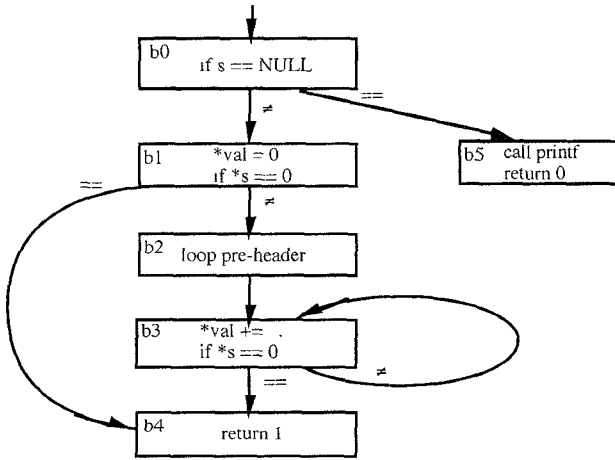 b0
if s == NULL
==
≠
b1
*val = 0
if *s == 0
b5 call printf
return 0
==
≠
b2
loop pre-header
b3
*val += .
if *s == 0
==
≠
b4
return 1